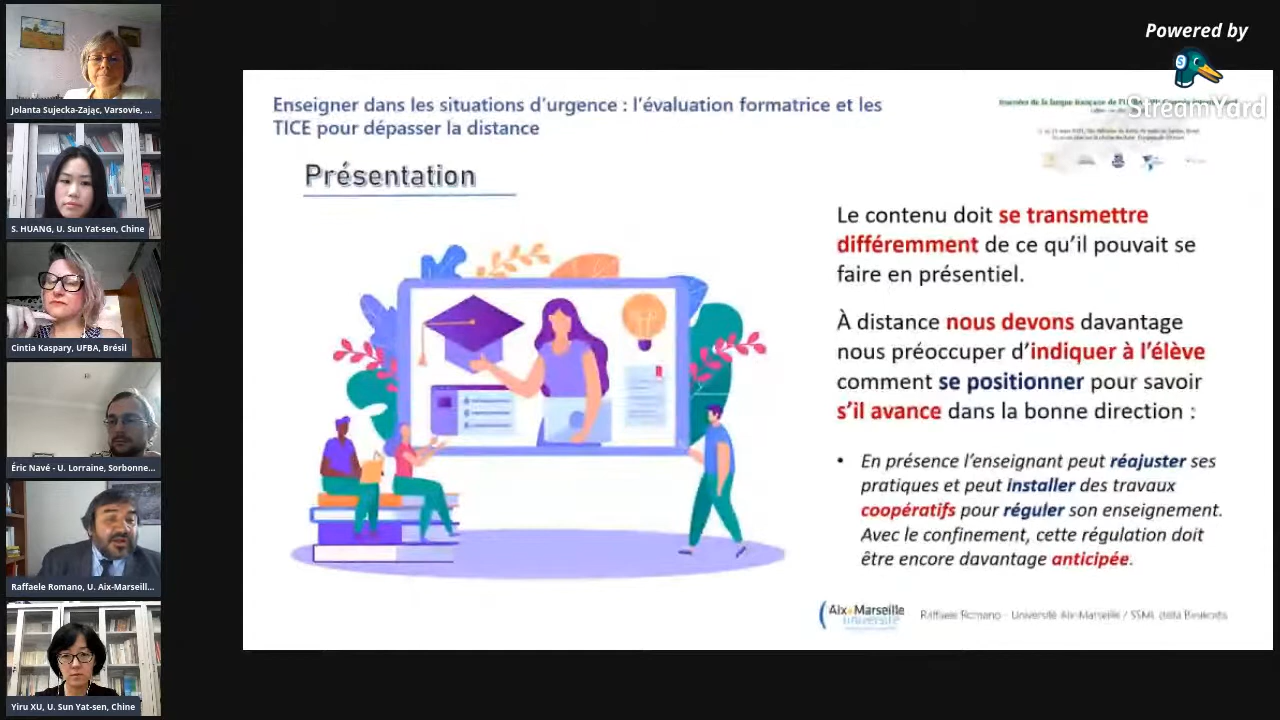 Powered by
StreamYard
Jolanta Sujecka-Zając, Varsovie, ...
S. HUANG, U. Sun Yat-sen, Chine
Cintia Kaspary, UFBA, Brésil
Éric Navé - U. Lorraine, Sorbonne...
Raffaele Romano, U. Aix-Marseill...
Yiru XU, U. Sun Yat-sen, Chine
Enseigner dans les situations d'urgence : l'évaluation formatrice et les
TICE pour dépasser la distance
Présentation
Le contenu doit se transmettre
différemment de ce qu'il pouvait se
faire en présentiel.
À distance nous devons davantage
nous préoccuper d'indiquer à l'élève
comment se positionner pour savoir
s'il avance dans la bonne direction :
• En présence l'enseignant peut réajuster ses
pratiques et peut installer des travaux
coopératifs pour réguler son enseignement.
Avec le confinement, cette régulation doit
être encore davantage anticipée.
Aix Marseille
université
Raffaele Romano - Université Aix-Marseille / SSML